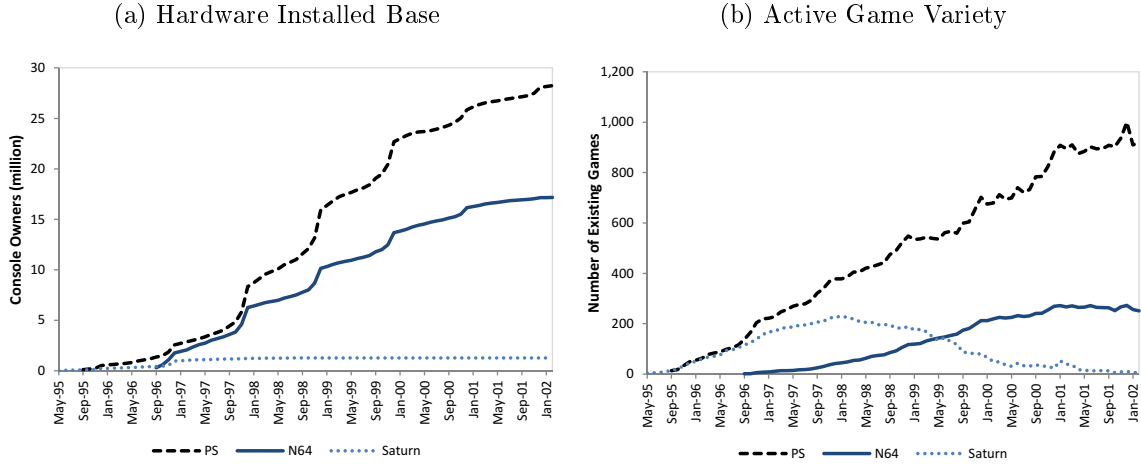 (a) Hardware Installed Base
Console Owners (million)
30
25
20
15
10
5
0
May-95
Sep-95
Jan-96
May-96
Sep-96
Jan-97
May-97
Sep-97
Jan-98
May-98
Sep-98
Jan-99
May-99
Sep-99
Jan-00
May-00
Sep-00
Jan-01
May-01
Sep-01
Jan-02
PS
N64
Saturn
(b) Active Game Variety
Number of Existing Games
1,200
1,000
800
600
400
200
0
May-95
Sep-95
Jan-96
May-96
Sep-96
Jan-97
May-97
Sep-97
Jan-98
May-98
Sep-98
Jan-99
May-99
Sep-99
Jan-00
May-00
Sep-00
Jan-01
May-01
Sep-01
Jan-02
PS
N64
Saturn